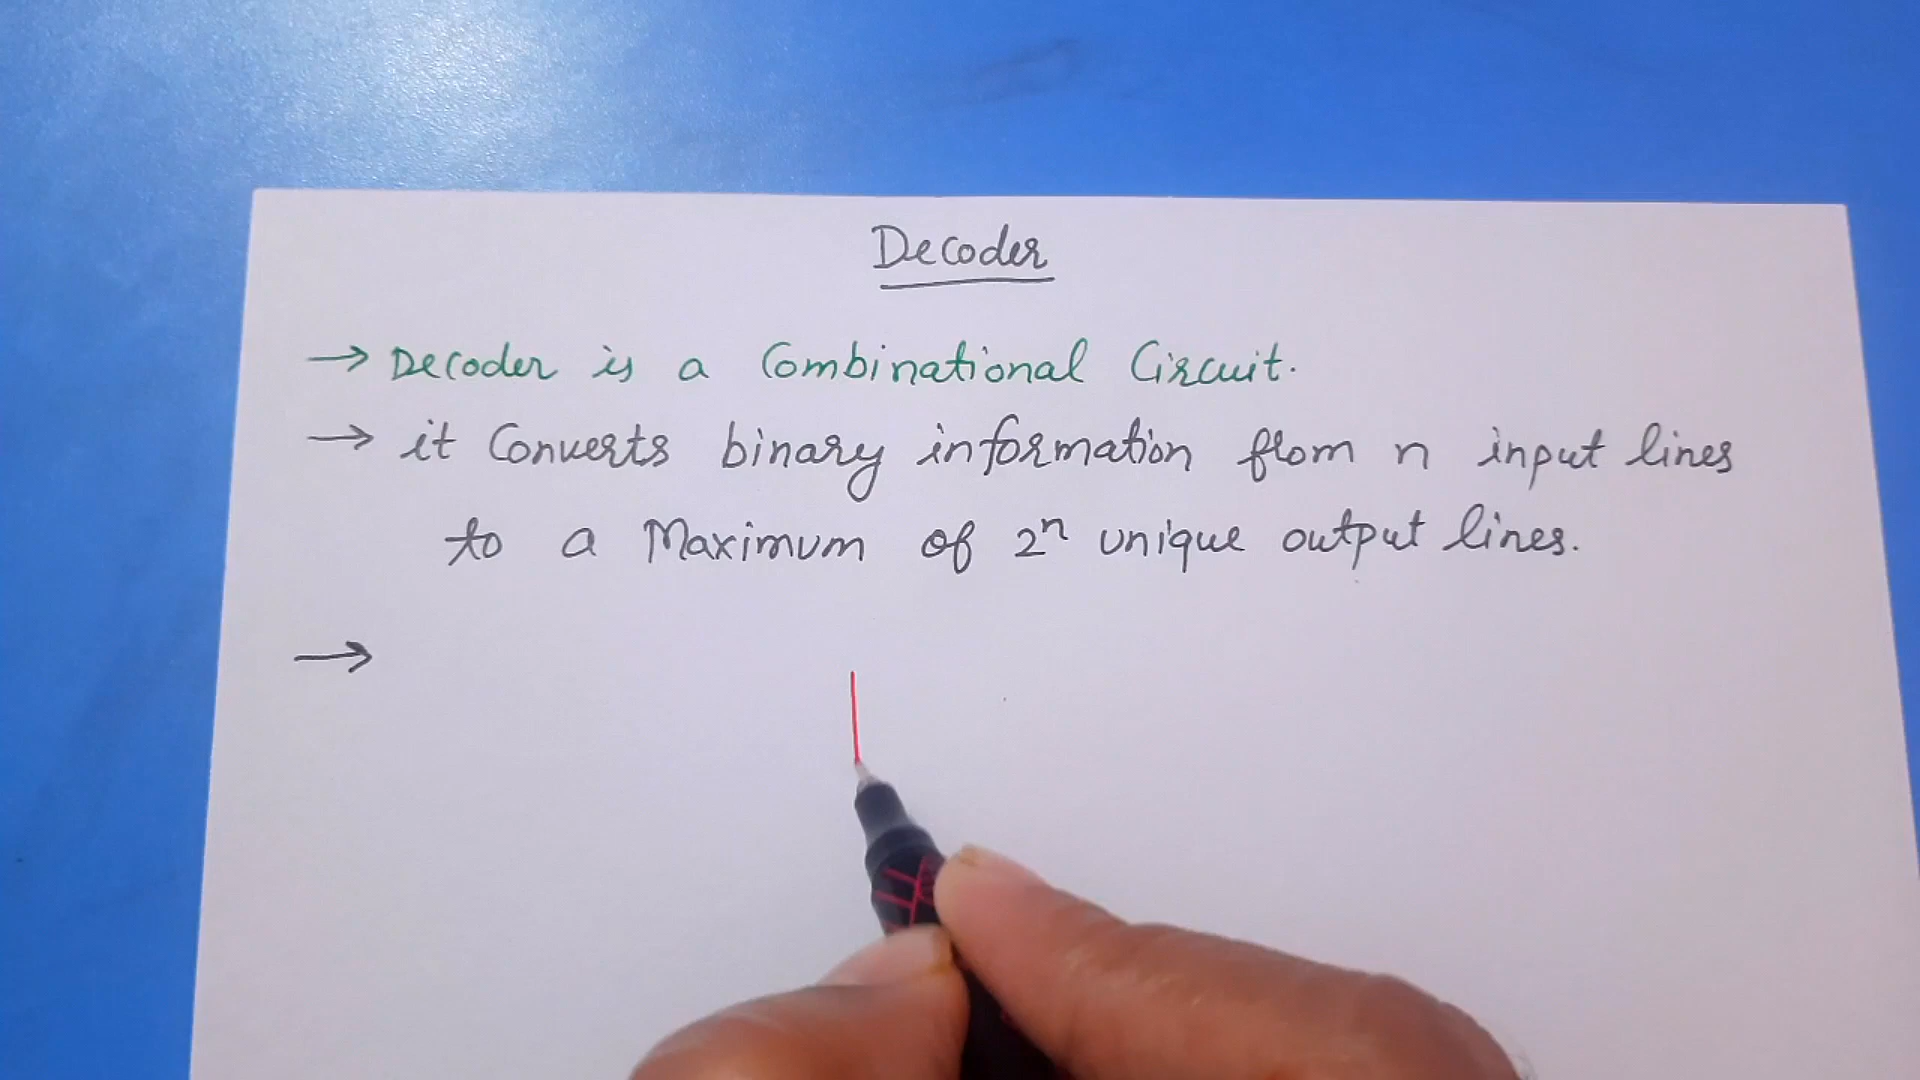 Decoder
→ Decoder is a Combinational Circuit.
→ it Converts binary information from n input lines
to a Maximum of 2ⁿ unique output lines.
→